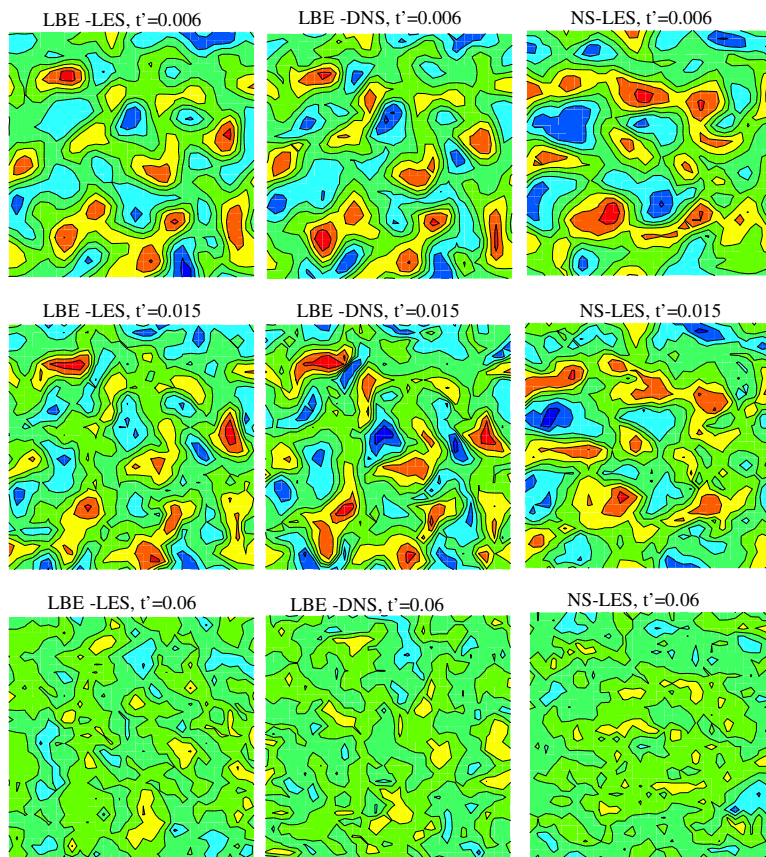 LBE -LES, t'=0.006
LBE -DNS, t'=0.006
NS-LES, t'=0.006
LBE -LES, t'=0.015
LBE -DNS, t'=0.015
NS-LES, t'=0.015
LBE -LES, t'=0.06
LBE -DNS, t'=0.06
NS-LES, t'=0.06